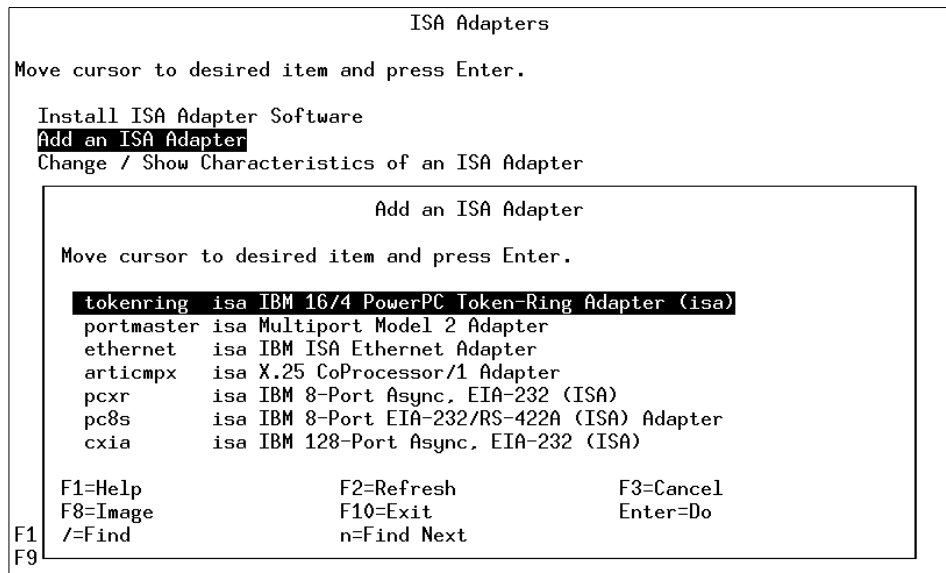 ISA Adapters
Move cursor to desired item and press Enter.
Install ISA Adapter Software
Add an ISA Adapter
Change / Show Characteristics of an ISA Adapter
Add an ISA Adapter
Move cursor to desired item and press Enter.
tokenring isa IBM 16/4 PowerPC Token-Ring Adapter (isa)
portmaster isa Multiport Model 2 Adapter
ethernet isa IBM ISA Ethernet Adapter
articmpx isa X.25 CoProcessor/1 Adapter
pcxr isa IBM 8-Port Async, EIA-232 (ISA)
pc8s isa IBM 8-Port EIA-232/RS-422A (ISA) Adapter
cxia isa IBM 128-Port Async, EIA-232 (ISA)
F1=Help F2=Refresh F3=Cancel
F8=Image F10=Exit Enter=Do
F1 /=Find n=Find Next
F9